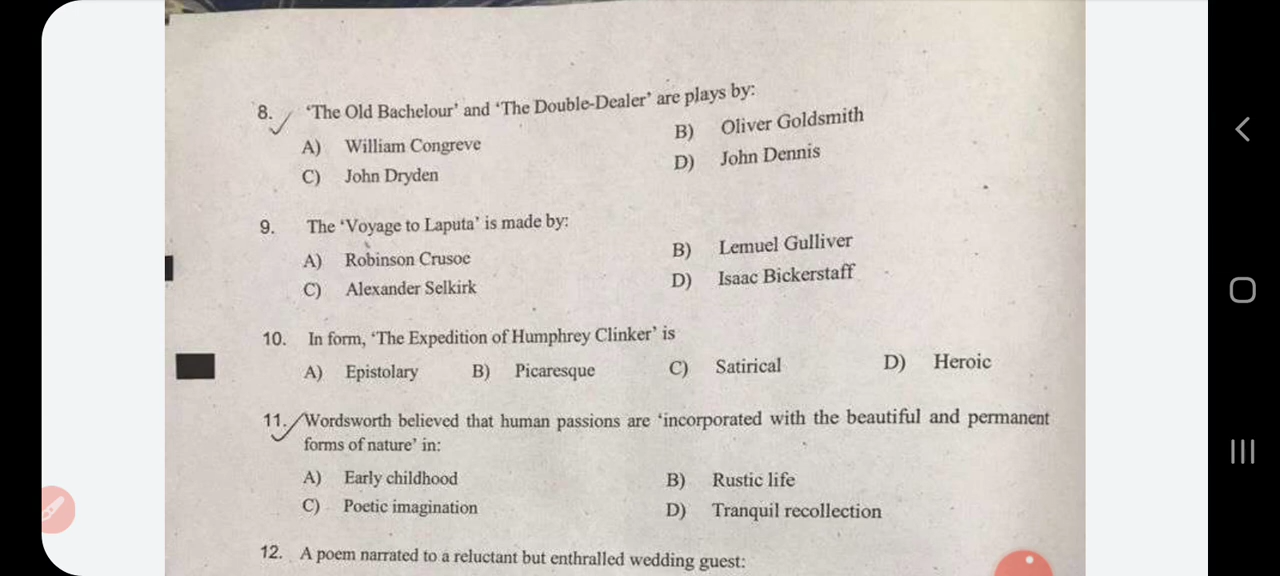 8. 'The Old Bachelour' and 'The Double-Dealer' are plays by:
A) William Congreve B) Oliver Goldsmith
C) John Dryden D) John Dennis
9. The 'Voyage to Laputa' is made by:
A) Robinson Crusoe B) Lemuel Gulliver
C) Alexander Selkirk D) Isaac Bickerstaff
10. In form, 'The Expedition of Humphrey Clinker' is
A) Epistolary B) Picaresque C) Satirical D) Heroic
11. Wordsworth believed that human passions are 'incorporated with the beautiful and permanent
forms of nature' in:
A) Early childhood B) Rustic life
C) Poetic imagination D) Tranquil recollection
12. A poem narrated to a reluctant but enthralled wedding guest: